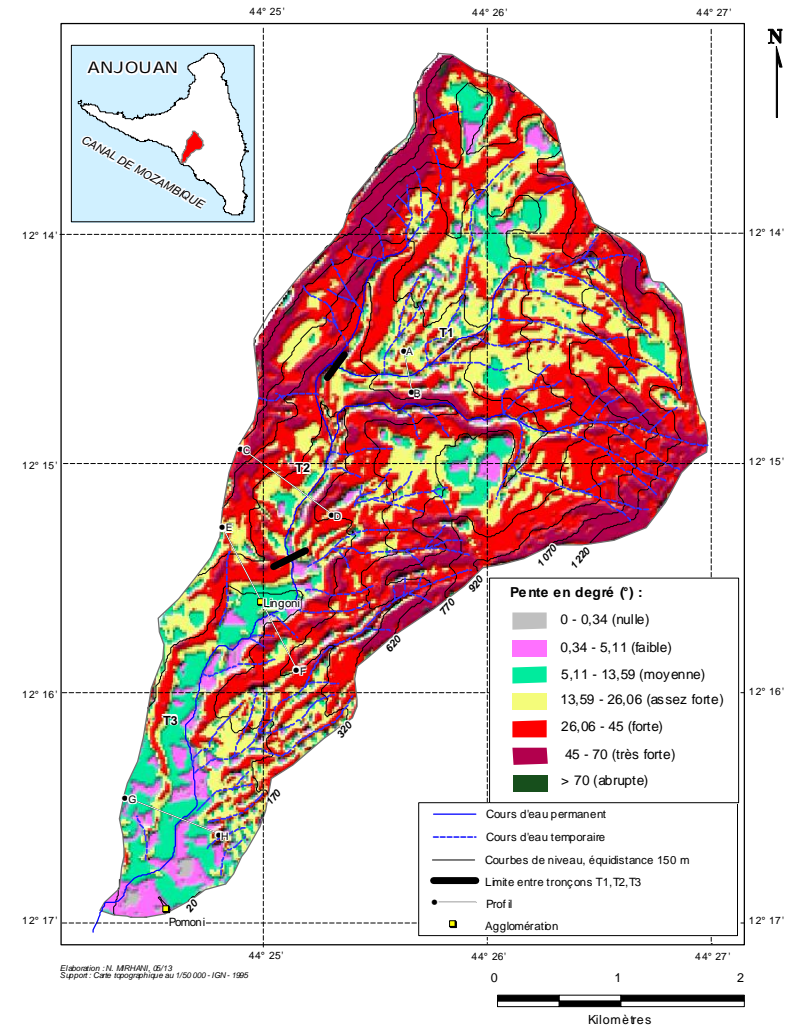 44° 25'
44° 26'
44° 27'
N
ANJOUAN
CANAL DE MOZAMBIQUE
12° 14'
12° 14'
T1
A
B
12° 15'
12° 15'
C
T2
D
E
1070
1220
920
770
620
Lingoni
F
12° 16'
12° 16'
T3
320
170
G
H
20
Pomoni
12° 17'
12° 17'
Pente en degré (°) :
0 - 0,34 (nulle)
0,34 - 5,11 (faible)
5,11 - 13,59 (moyenne)
13,59 - 26,06 (assez forte)
26,06 - 45 (forte)
45 - 70 (très forte)
> 70 (abrupte)
Cours d'eau permanent
Cours d'eau temporaire
Courbes de niveau, équidistance 150 m
Limite entre tronçons T1,T2,T3
Profil
Agglomération
44° 25'
44° 26'
44° 27'
Elaboration : N. MIRHANI, 05/13
Support : Carte topographique au 1/50 000 - IGN - 1995
0 1 2
Kilomètres